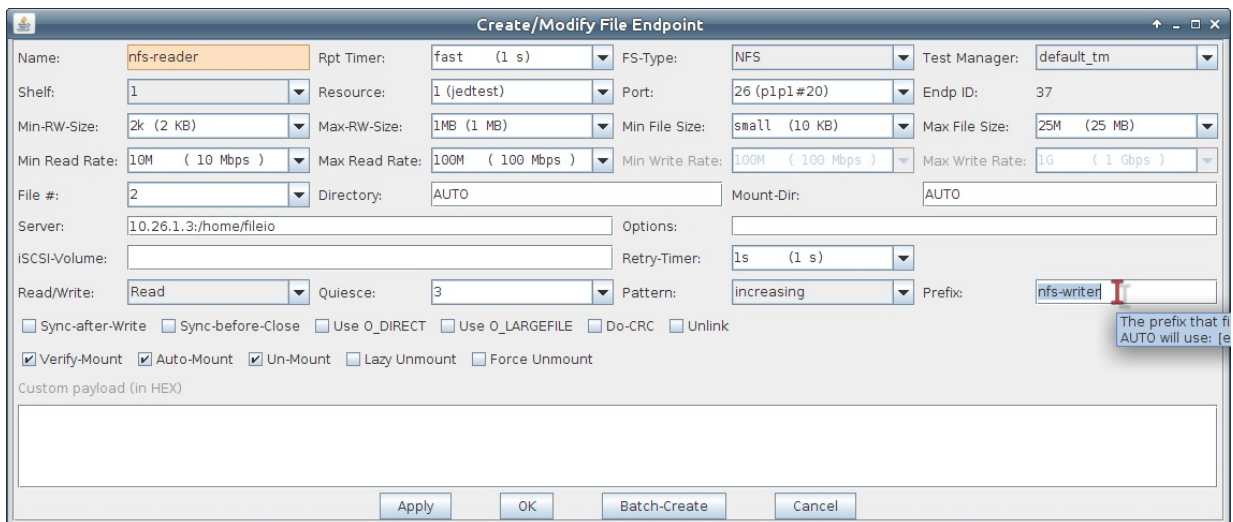 Create/Modify File Endpoint
Name: nfs-reader Rpt Timer: fast (1 s) FS-Type: NFS Test Manager: default_tm
Shelf: 1 Resource: 1 (jedtest) Port: 26 (p1p1#20) Endp ID: 37
Min-RW-Size: 2k (2 KB) Max-RW-Size: 1MB (1 MB) Min File Size: small (10 KB) Max File Size: 25M (25 MB)
Min Read Rate: 10M ( 10 Mbps ) Max Read Rate: 100M ( 100 Mbps ) Min Write Rate: 100M ( 100 Mbps ) Max Write Rate: 1G ( 1 Gbps )
File #: 2 Directory: AUTO Mount-Dir: AUTO
Server: 10.26.1.3:/home/fileio Options:
iSCSI-Volume: Retry-Timer: 1s (1 s)
Read/Write: Read Quiesce: 3 Pattern: increasing Prefix: nfs-writer
Sync-after-Write Sync-before-Close Use O_DIRECT Use O_LARGEFILE Do-CRC Unlink
The prefix that fi
AUTO will use: [e
Verify-Mount Auto-Mount Un-Mount Lazy Unmount Force Unmount
Custom payload (in HEX)
Apply OK Batch-Create Cancel